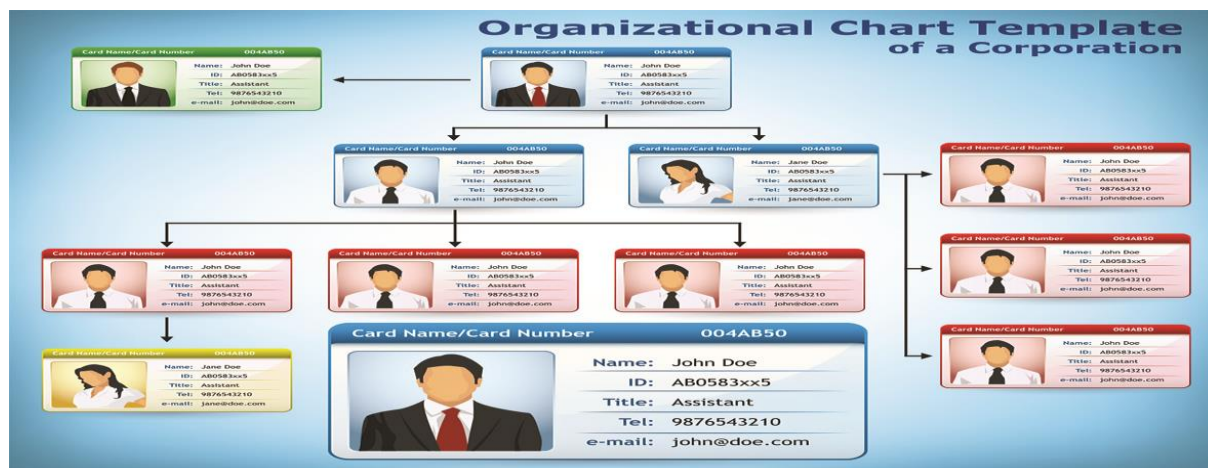 Organizational Chart Template
of a Corporation
Card Name/Card Number 004AB50
Name: John Doe
ID: AB0583xx5
Title: Assistant
Tel: 9876543210
e-mail: john@doe.com
Card Name/Card Number 004AB50
Name: John Doe
ID: AB0583xx5
Title: Assistant
Tel: 9876543210
e-mail: john@doe.com
Card Name/Card Number 004AB50
Name: John Doe
ID: AB0583xx5
Title: Assistant
Tel: 9876543210
e-mail: john@doe.com
Card Name/Card Number 004AB50
Name: Jane Doe
ID: AB0583xx5
Title: Assistant
Tel: 9876543210
e-mail: jane@doe.com
Card Name/Card Number 004AB50
Name: John Doe
ID: AB0583xx5
Title: Assistant
Tel: 9876543210
e-mail: john@doe.com
Card Name/Card Number 004AB50
Name: John Doe
ID: AB0583xx5
Title: Assistant
Tel: 9876543210
e-mail: john@doe.com
Card Name/Card Number 004AB50
Name: John Doe
ID: AB0583xx5
Title: Assistant
Tel: 9876543210
e-mail: john@doe.com
Card Name/Card Number 004AB50
Name: John Doe
ID: AB0583xx5
Title: Assistant
Tel: 9876543210
e-mail: john@doe.com
Card Name/Card Number 004AB50
Name: John Doe
ID: AB0583xx5
Title: Assistant
Tel: 9876543210
e-mail: john@doe.com
Card Name/Card Number 004AB50
Name: Jane Doe
ID: AB0583xx5
Title: Assistant
Tel: 9876543210
e-mail: jane@doe.com
Card Name/Card Number 004AB50
Name: John Doe
ID: AB0583xx5
Title: Assistant
Tel: 9876543210
e-mail: john@doe.com
Card Name/Card Number 004AB50
Name: John Doe
ID: AB0583xx5
Title: Assistant
Tel: 9876543210
e-mail: john@doe.com